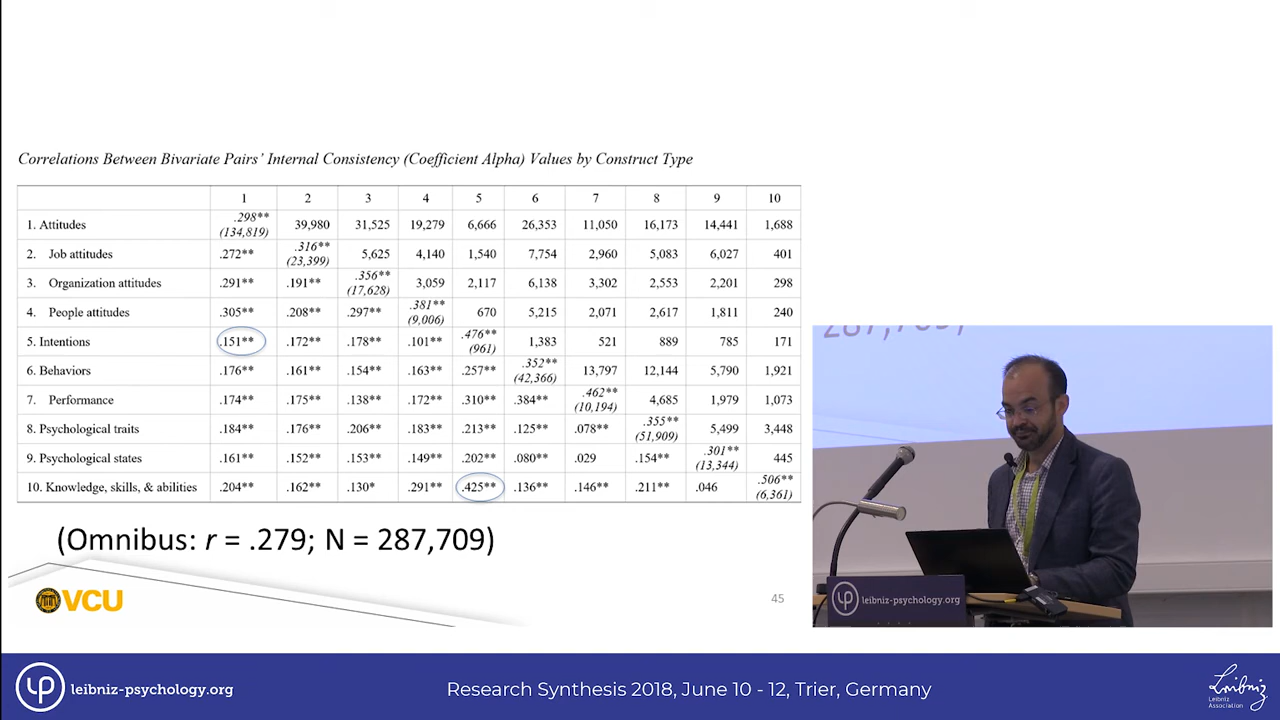 Correlations Between Bivariate Pairs' Internal Consistency (Coefficient Alpha) Values by Construct Type
1 2 3 4 5 6 7 8 9 10
1. Attitudes .298** (134,819) 39,980 31,525 19,279 6,666 26,353 11,050 16,173 14,441 1,688
2. Job attitudes .272** .316** (23,399) 5,625 4,140 1,540 7,754 2,960 5,083 6,027 401
3. Organization attitudes .291** .191** .356** (17,628) 3,059 2,117 6,138 3,302 2,553 2,201 298
4. People attitudes .305** .208** .297** .381** (9,006) 670 5,215 2,071 2,617 1,811 240
5. Intentions .151** .172** .178** .101** .476** (961) 1,383 521 889 785 171
6. Behaviors .176** .161** .154** .163** .257** .352** (42,366) 13,797 12,144 5,790 1,921
7. Performance .174** .175** .138** .172** .310** .384** .462** (10,194) 4,685 1,979 1,073
8. Psychological traits .184** .176** .206** .183** .213** .125** .078** .355** (51,909) 5,499 3,448
9. Psychological states .161** .152** .153** .149** .202** .080** .029 .154** .301** (13,344) 445
10. Knowledge, skills, & abilities .204** .162** .130* .291** .425** .136** .146** .211** .046 .506** (6,361)
(Omnibus: r = .279; N = 287,709)
VCU
45
287,709)
leibniz-psychology.org
leibniz-psychology.org
Research Synthesis 2018, June 10 - 12, Trier, Germany
Leibniz
Leibniz
Association